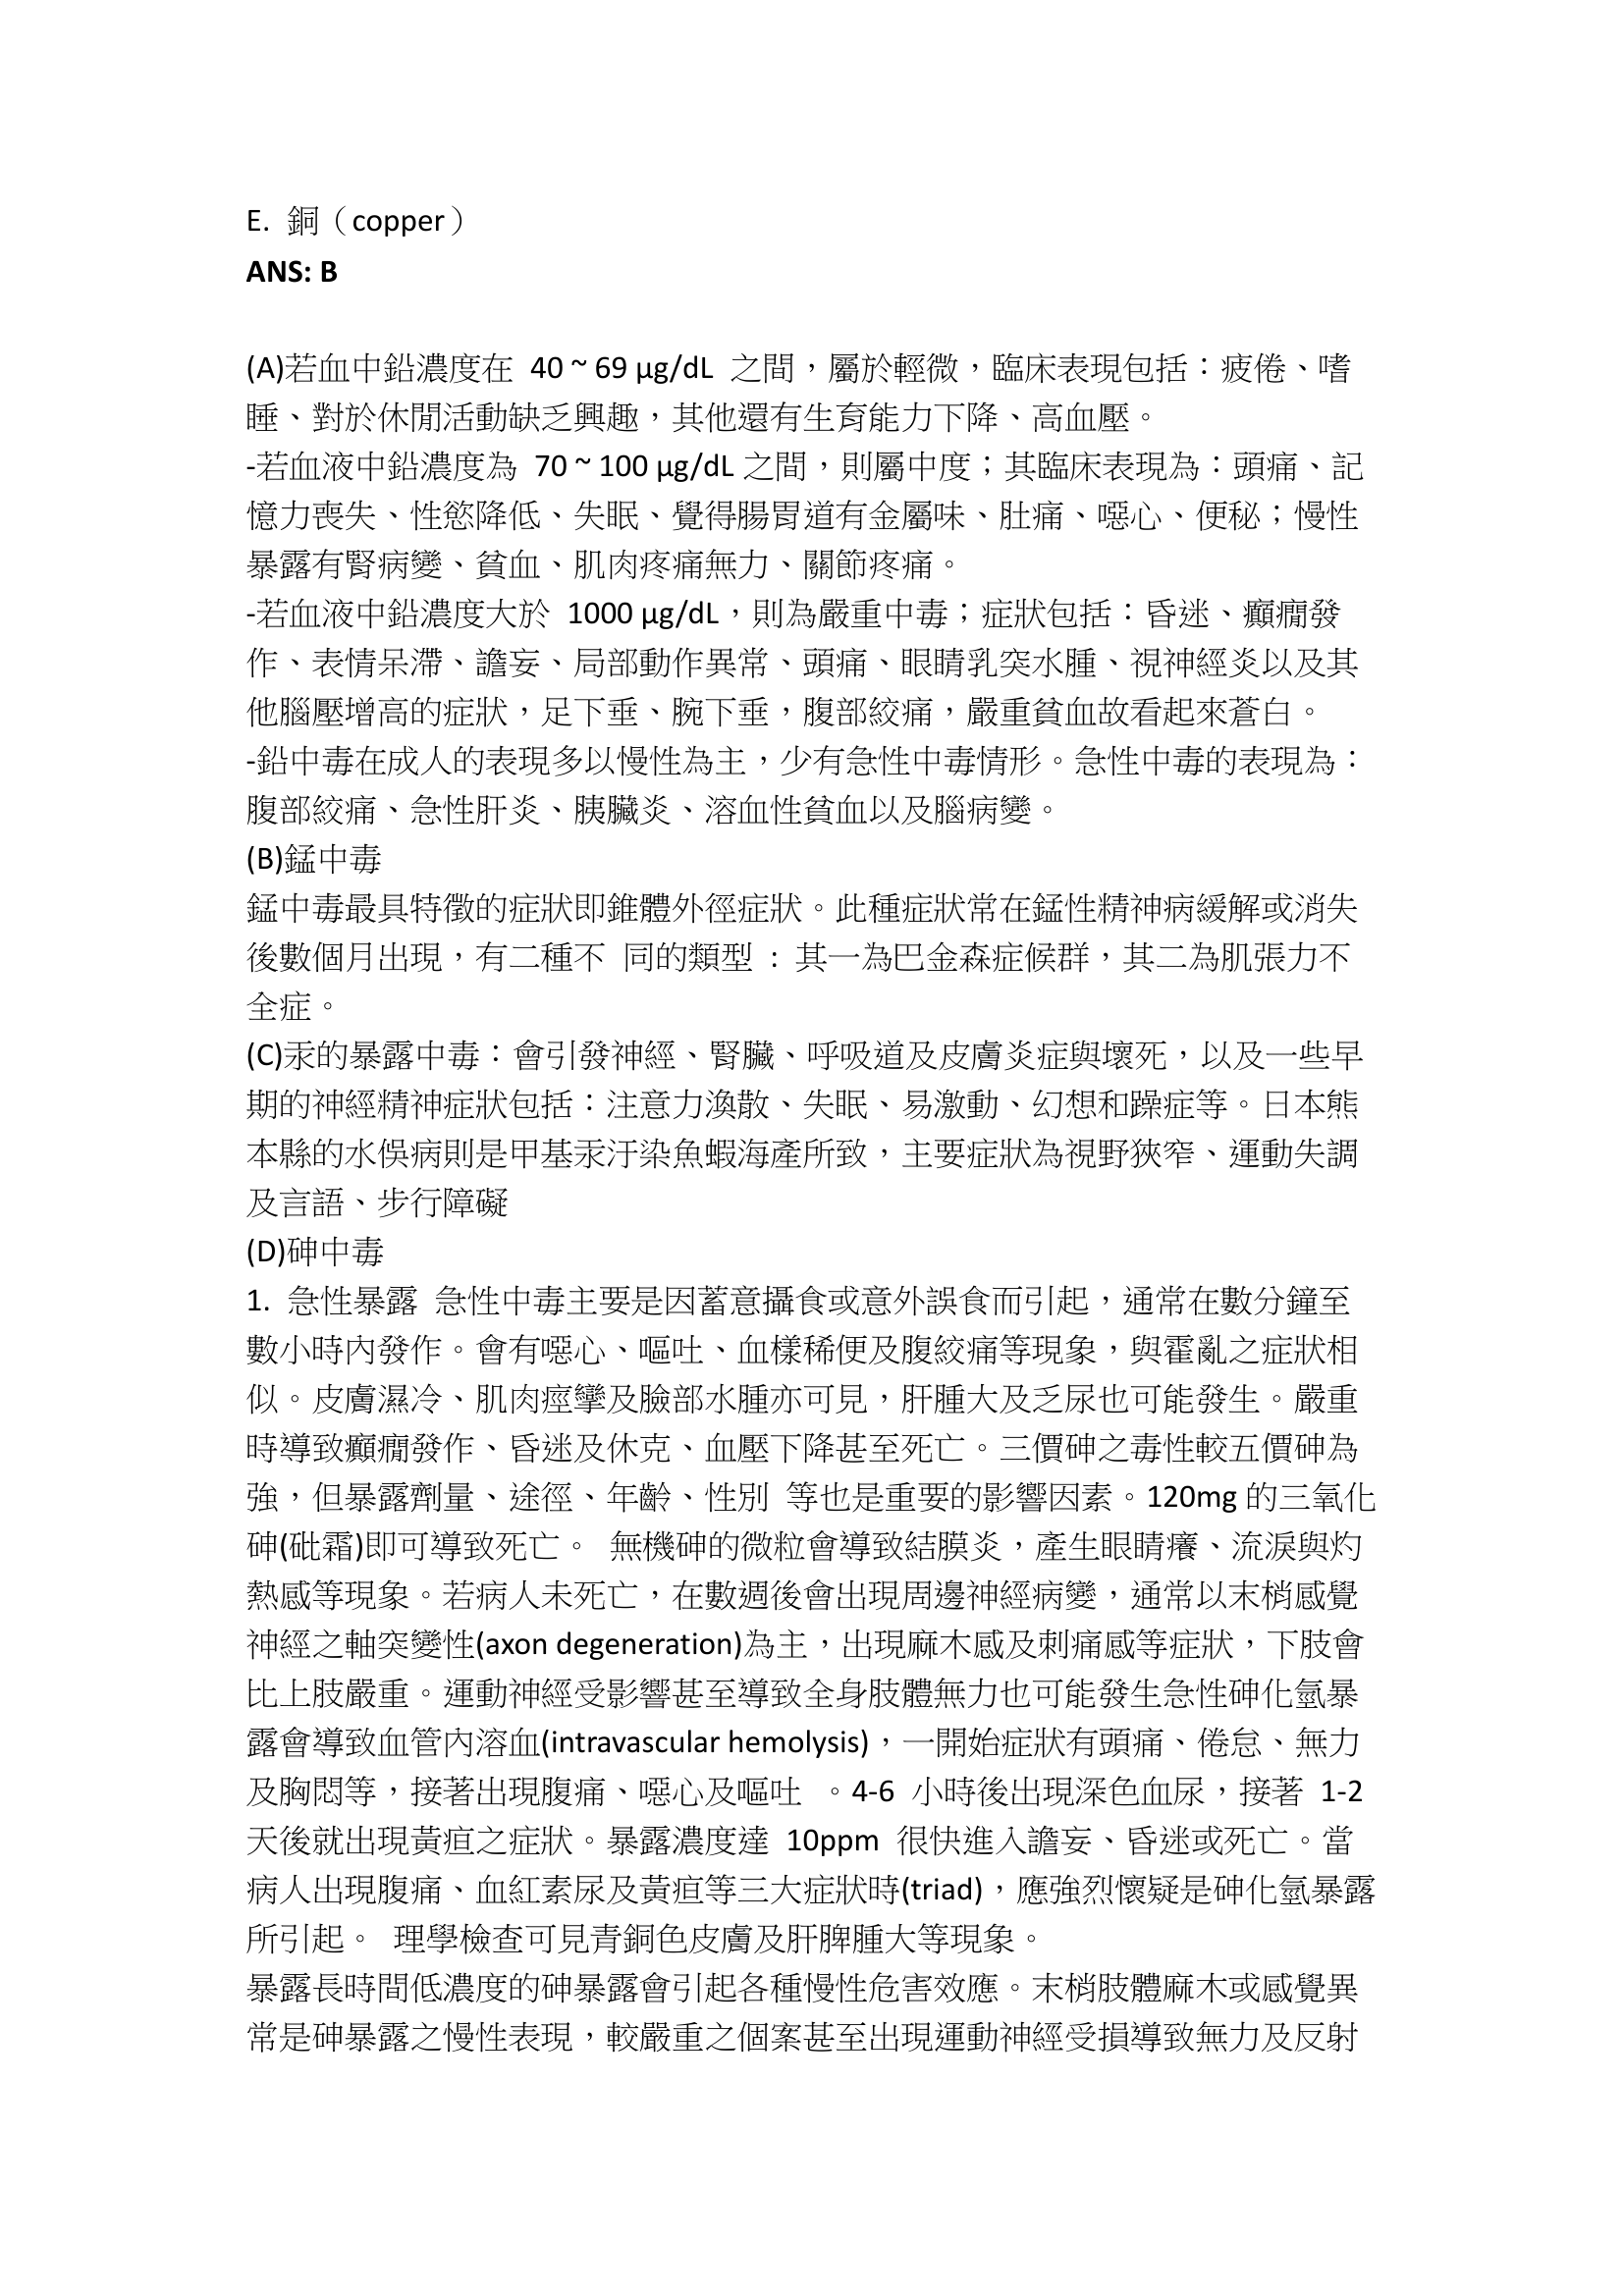 E. 銅（copper）
ANS: B
(A)若血中鉛濃度在 40 ~ 69 μg/dL 之間，屬於輕微，臨床表現包括：疲倦、嗜
睡、對於休閒活動缺乏興趣，其他還有生育能力下降、高血壓。
-若血液中鉛濃度為 70 ~ 100 μg/dL 之間，則屬中度；其臨床表現為：頭痛、記
憶力喪失、性慾降低、失眠、覺得腸胃道有金屬味、肚痛、噁心、便秘；慢性
暴露有腎病變、貧血、肌肉疼痛無力、關節疼痛。
-若血液中鉛濃度大於 1000 μg/dL，則為嚴重中毒；症狀包括：昏迷、癲癇發
作、表情呆滯、譫妄、局部動作異常、頭痛、眼睛乳突水腫、視神經炎以及其
他腦壓增高的症狀，足下垂、腕下垂，腹部絞痛，嚴重貧血故看起來蒼白。
-鉛中毒在成人的表現多以慢性為主，少有急性中毒情形。急性中毒的表現為：
腹部絞痛、急性肝炎、胰臟炎、溶血性貧血以及腦病變。
(B)錳中毒
錳中毒最具特徵的症狀即錐體外徑症狀。此種症狀常在錳性精神病緩解或消失
後數個月出現，有二種不 同的類型 : 其一為巴金森症候群，其二為肌張力不
全症。
(C)汞的暴露中毒：會引發神經、腎臟、呼吸道及皮膚炎症與壞死，以及一些早
期的神經精神症狀包括：注意力渙散、失眠、易激動、幻想和躁症等。日本熊
本縣的水俁病則是甲基汞汙染魚蝦海產所致，主要症狀為視野狹窄、運動失調
及言語、步行障礙
(D)砷中毒
1. 急性暴露 急性中毒主要是因蓄意攝食或意外誤食而引起，通常在數分鐘至
數小時內發作。會有噁心、嘔吐、血樣稀便及腹絞痛等現象，與霍亂之症狀相
似。皮膚濕冷、肌肉痙攣及臉部水腫亦可見，肝腫大及乏尿也可能發生。嚴重
時導致癲癇發作、昏迷及休克、血壓下降甚至死亡。三價砷之毒性較五價砷為
強，但暴露劑量、途徑、年齡、性別 等也是重要的影響因素。120mg 的三氧化
砷(砒霜)即可導致死亡。 無機砷的微粒會導致結膜炎，產生眼睛癢、流淚與灼
熱感等現象。若病人未死亡，在數週後會出現周邊神經病變，通常以末梢感覺
神經之軸突變性(axon degeneration)為主，出現麻木感及刺痛感等症狀，下肢會
比上肢嚴重。運動神經受影響甚至導致全身肢體無力也可能發生急性砷化氫暴
露會導致血管內溶血(intravascular hemolysis)，一開始症狀有頭痛、倦怠、無力
及胸悶等，接著出現腹痛、噁心及嘔吐 。4-6 小時後出現深色血尿，接著 1-2
天後就出現黃疸之症狀。暴露濃度達 10ppm 很快進入譫妄、昏迷或死亡。當
病人出現腹痛、血紅素尿及黃疸等三大症狀時(triad)，應強烈懷疑是砷化氫暴露
所引起。 理學檢查可見青銅色皮膚及肝脾腫大等現象。
暴露長時間低濃度的砷暴露會引起各種慢性危害效應。末梢肢體麻木或感覺異
常是砷暴露之慢性表現，較嚴重之個案甚至出現運動神經受損導致無力及反射